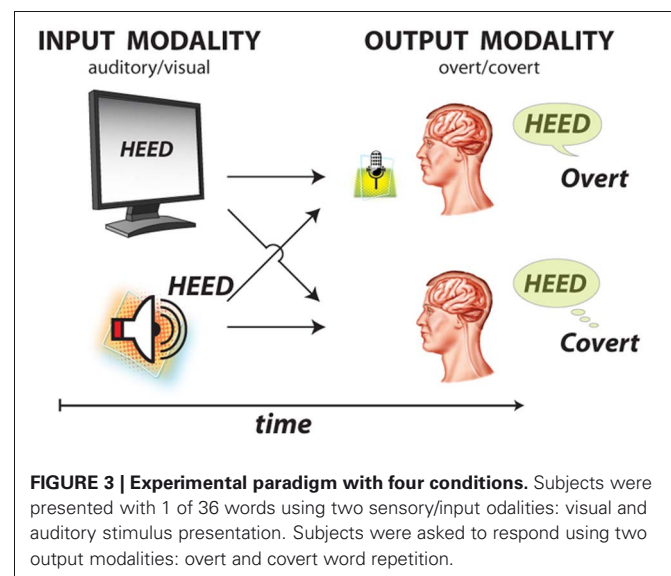 INPUT MODALITY
auditory/visual
OUTPUT MODALITY
overt/covert
HEED
HEED
Overt
HEED
HEED
Covert
time
FIGURE 3 | Experimental paradigm with four conditions. Subjects were
presented with 1 of 36 words using two sensory/input odalities: visual and
auditory stimulus presentation. Subjects were asked to respond using two
output modalities: overt and covert word repetition.